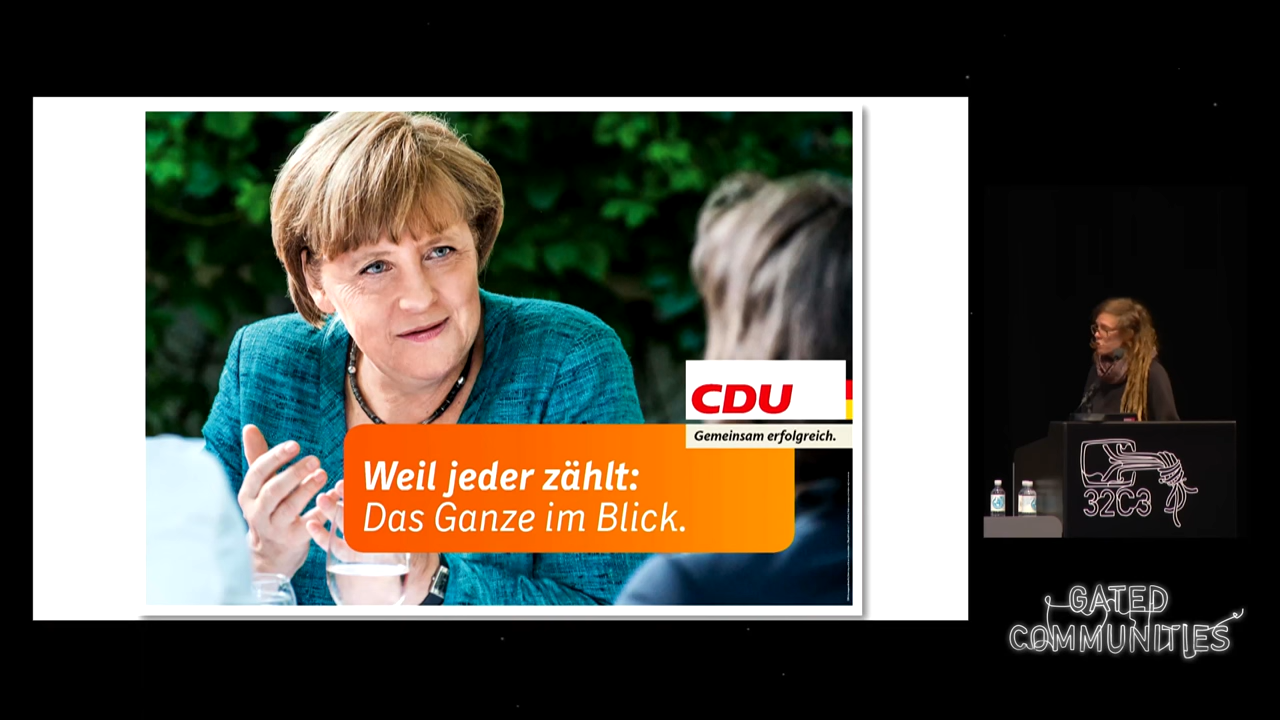 CDU
Gemeinsam erfolgreich.
Weil jeder zählt:
Das Ganze im Blick.
32C3
GATED
COMMUNITIES